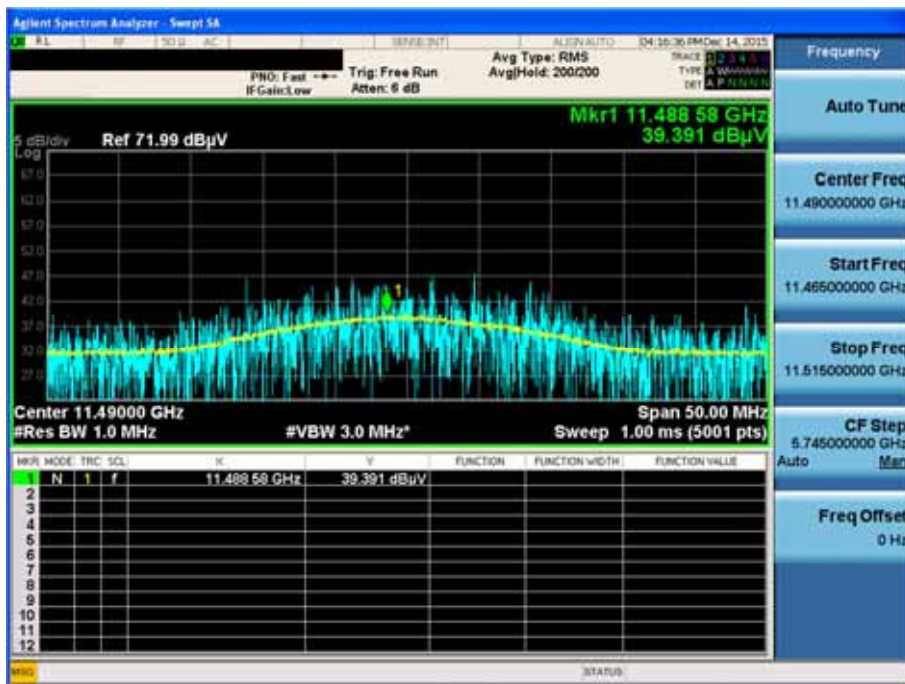 Agilent Spectrum Analyzer - Swept SA
RL RF 50 Ω AC SENSE:INT ALIGN AUTO 04:16:36 PM Dec 14, 2015
Avg Type: RMS TRACE 1 2 3 4 5 6
PNO: Fast Trig: Free Run Avg|Hold: 200/200 TYPE A W
IFGain:Low Atten: 6 dB DET A P N N N N
Mkr1 11.488 58 GHz
5 dB/div Ref 71.99 dBµV 39.391 dBµV
Log
67.0
62.0
57.0
52.0
47.0
42.0
37.0
32.0
27.0
1
Center 11.49000 GHz Span 50.00 MHz
#Res BW 1.0 MHz #VBW 3.0 MHz* Sweep 1.00 ms (5001 pts)
MKR MODE TRC SCL X Y FUNCTION FUNCTION WIDTH FUNCTION VALUE
1 N 1 f 11.488 58 GHz 39.391 dBµV
2
3
4
5
6
7
8
9
10
11
12
MSG STATUS
Frequency
Auto Tune
Center Freq
11.490000000 GHz
Start Freq
11.465000000 GHz
Stop Freq
11.515000000 GHz
CF Step
5.745000000 GHz
Auto Man
Freq Offset
0 Hz